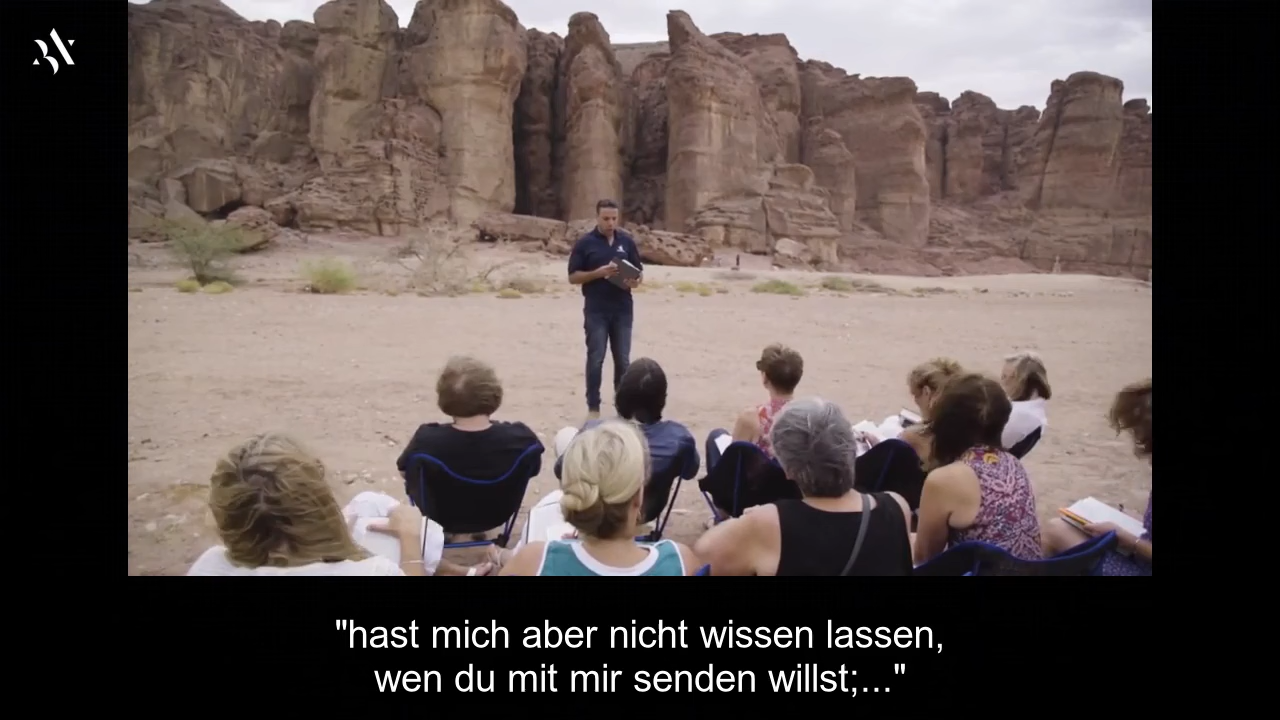 "hast mich aber nicht wissen lassen,
wen du mit mir senden willst;..."